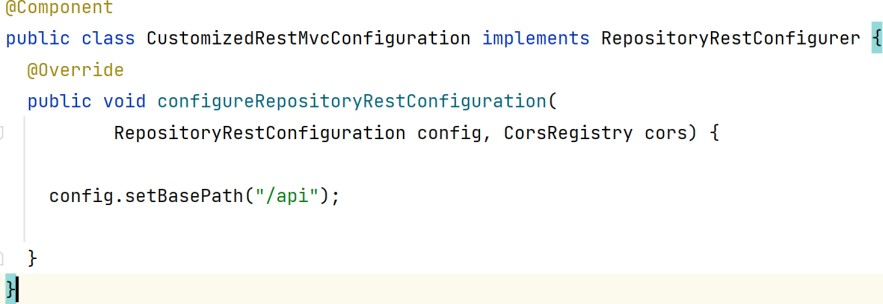 @Component
public class CustomizedRestMvcConfiguration implements RepositoryRestConfigurer {
@Override
public void configureRepositoryRestConfiguration(
RepositoryRestConfiguration config, CorsRegistry cors) {
config.setBasePath("/api");
}
}